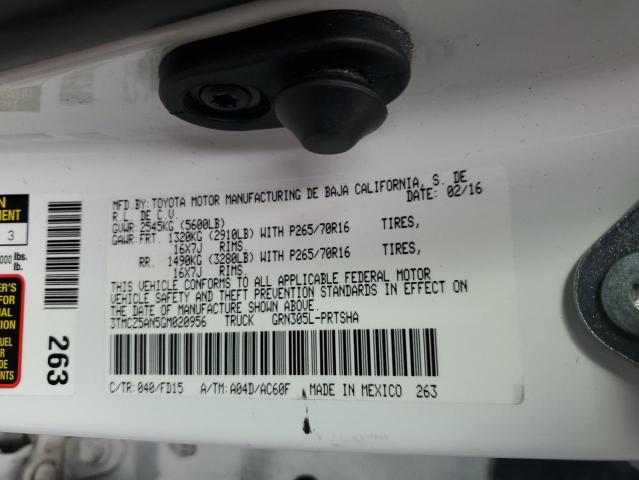 MFD.BY:TOYOTA MOTOR MANUFACTURING DE BAJA CALIFORNIA, S. DE
R.L. DE C.V. DATE: 02/16
GVWR:2545KG (5600LB)
GAWR:FRT. 1320KG (2910LB) WITH P265/70R16 TIRES,
16X7J RIMS,
RR. 1490KG (3280LB) WITH P265/70R16 TIRES,
16X7J RIMS.
THIS VEHICLE CONFORMS TO ALL APPLICABLE FEDERAL MOTOR
VEHICLE SAFETY AND THEFT PREVENTION STANDARDS IN EFFECT ON
THE DATE OF MANUFACTURE SHOWN ABOVE.
3TMCZ5AN5GM020956 TRUCK GRN305L-PRTSHA
C/TR:040/FD15 A/TM:A04D/AC60F MADE IN MEXICO 263
263
3
000 lbs.
lb.